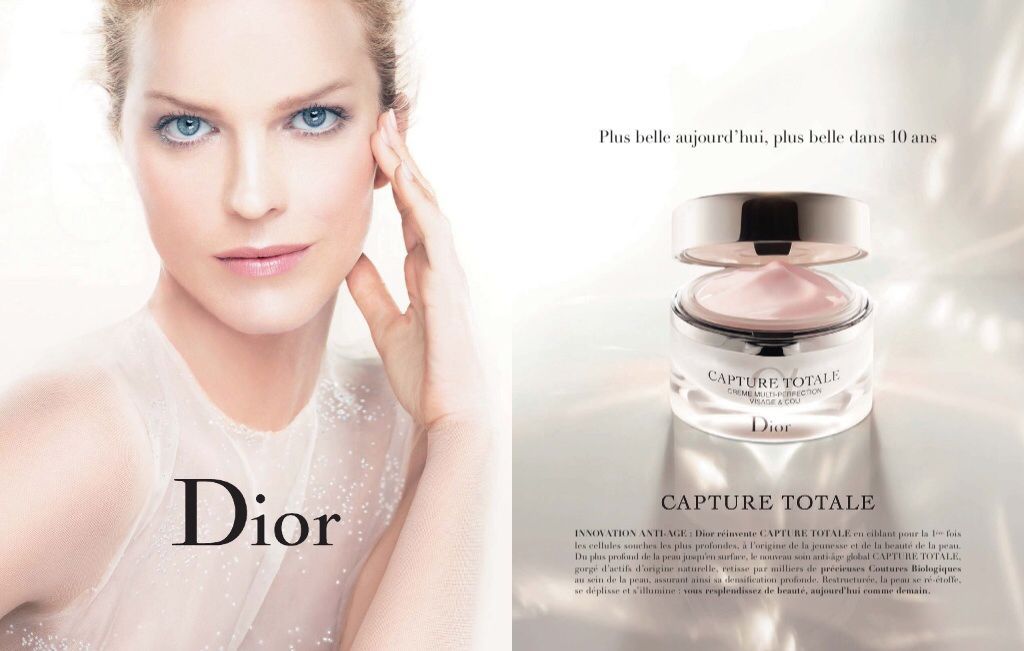 Dior
Plus belle aujourd'hui, plus belle dans 10 ans
CAPTURE TOTALE
CRÈME MULTI-PERFECTION
VISAGE & COU
Dior
CAPTURE TOTALE
INNOVATION ANTI-AGE : Dior réinvente CAPTURE TOTALE en ciblant pour la 1ère fois
les cellules souches les plus profondes, à l'origine de la jeunesse et de la beauté de la peau.
Du plus profond de la peau jusqu'en surface, le nouveau soin anti-âge global CAPTURE TOTALE,
gorgé d'actifs d'origine naturelle, retisse par milliers de précieuses Coutures Biologiques
au sein de la peau, assurant ainsi sa densification profonde. Restructurée, la peau se ré-étoffe,
se déplisse et s'illumine : vous resplendissez de beauté, aujourd'hui comme demain.